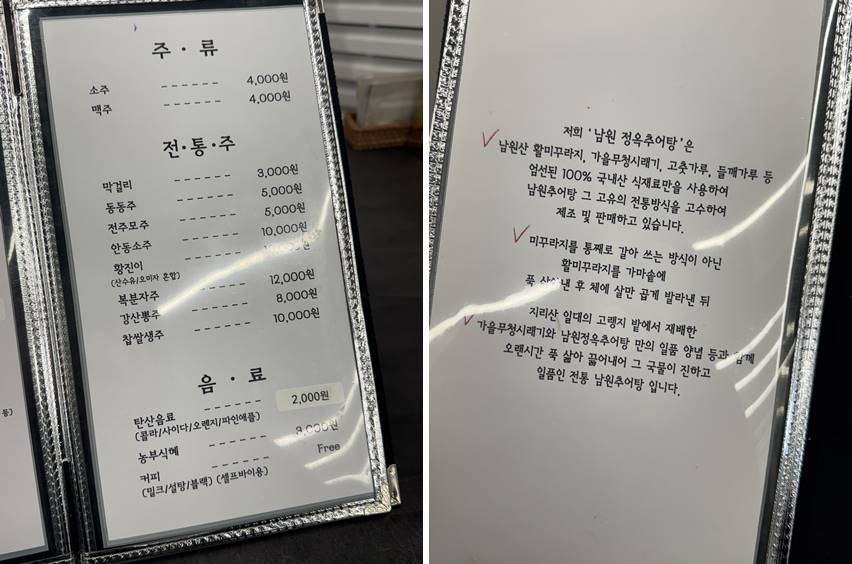 주·류
소주 ------ 4,000원
맥주 ------ 4,000원
전·통·주
막걸리 ------ 3,000원
동동주 ------ 5,000원
전주모주 ------ 5,000원
안동소주 ------ 10,000원
황진이 ------
(산수유/오미자 혼합)
복분자주 ------ 12,000원
강산뽕주 ------ 8,000원
찹쌀생주 ------ 10,000원
음·료
탄산음료 ------ 2,000원
(콜라/사이다/오렌지/파인애플)
농부식혜 ------ 3,000원
커피 ------ Free
(밀크/설탕/블랙) (셀프바이용)
등)
저희 '남원 정옥추어탕'은
남원산 활미꾸라지, 가을무청시래기, 고춧가루, 들깨가루 등
엄선된 100% 국내산 식재료만을 사용하여
남원추어탕 그 고유의 전통방식을 고수하여
제조 및 판매하고 있습니다.
미꾸라지를 통째로 갈아 쓰는 방식이 아닌
활미꾸라지를 가마솥에
푹 삶아낸 후 체에 살만 곱게 발라낸 뒤
지리산 일대의 고랭지 밭에서 재배한
가을무청시래기와 남원정옥추어탕 만의 일품 양념 등과 함께
오랜시간 푹 삶아 끓어내어 그 국물이 진하고
일품인 전통 남원추어탕 입니다.